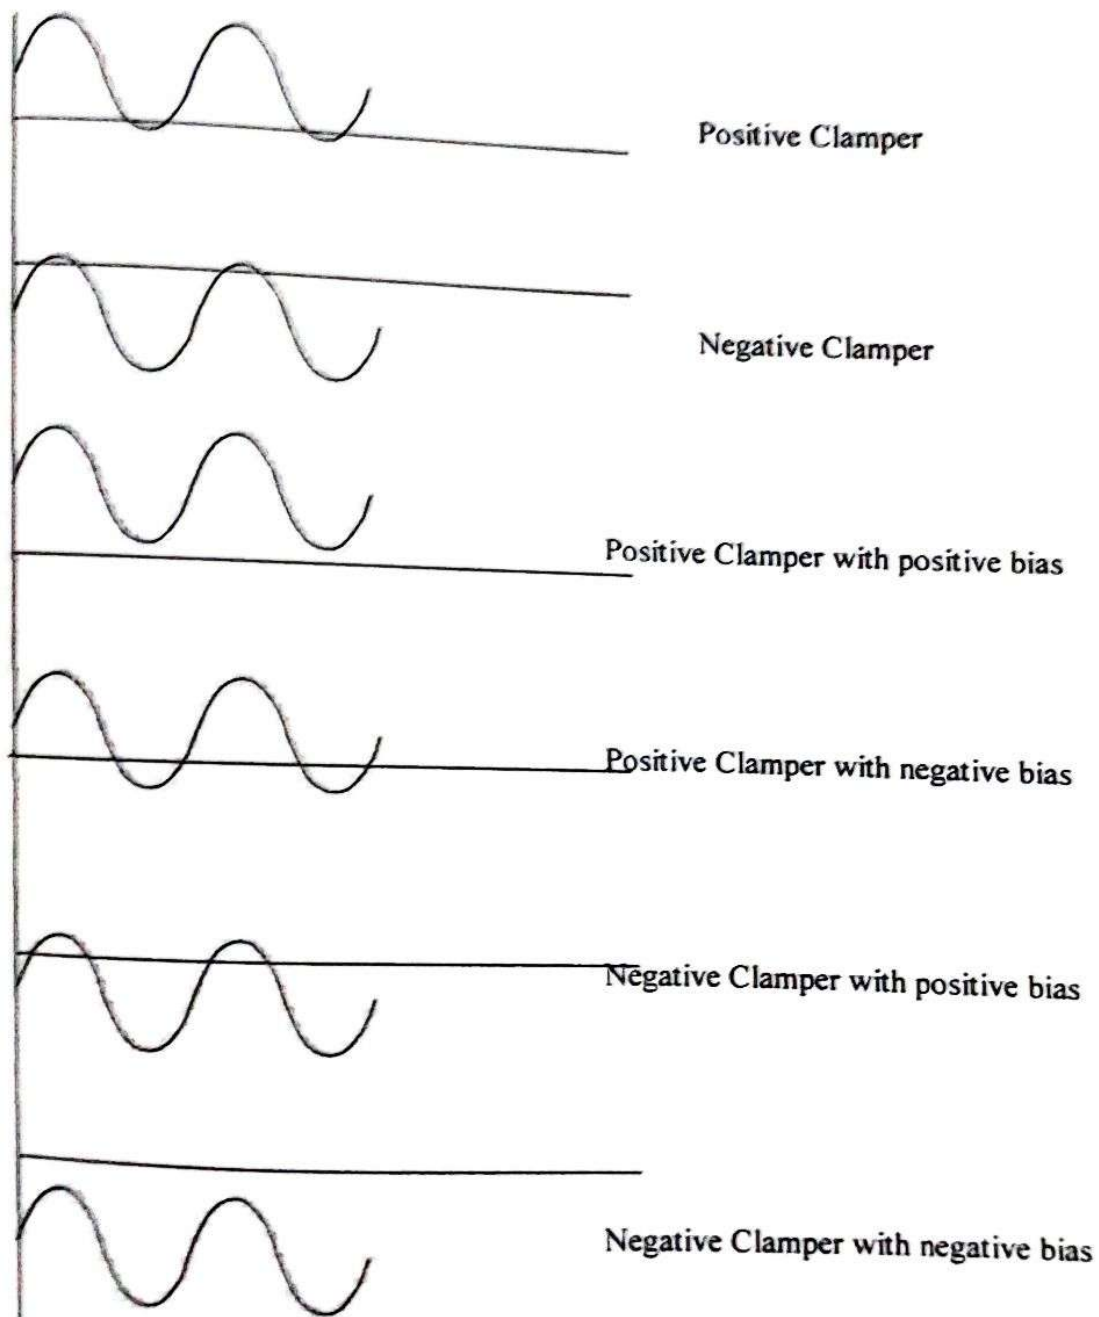 Positive Clamper
Negative Clamper
Positive Clamper with positive bias
Positive Clamper with negative bias
Negative Clamper with positive bias
Negative Clamper with negative bias